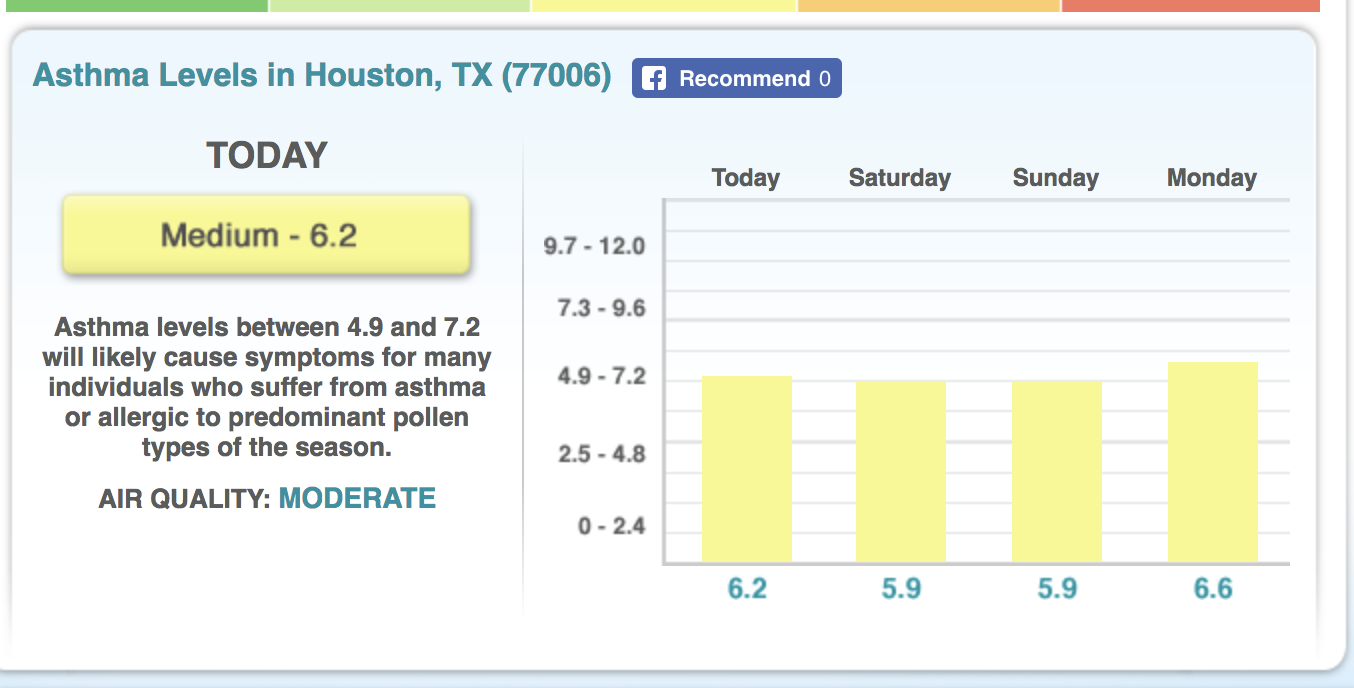 Asthma Levels in Houston, TX (77006)
Recommend 0
TODAY
Medium - 6.2
Asthma levels between 4.9 and 7.2
will likely cause symptoms for many
individuals who suffer from asthma
or allergic to predominant pollen
types of the season.
AIR QUALITY: MODERATE
Today Saturday Sunday Monday
9.7 - 12.0
7.3 - 9.6
4.9 - 7.2
2.5 - 4.8
0 - 2.4
6.2 5.9 5.9 6.6